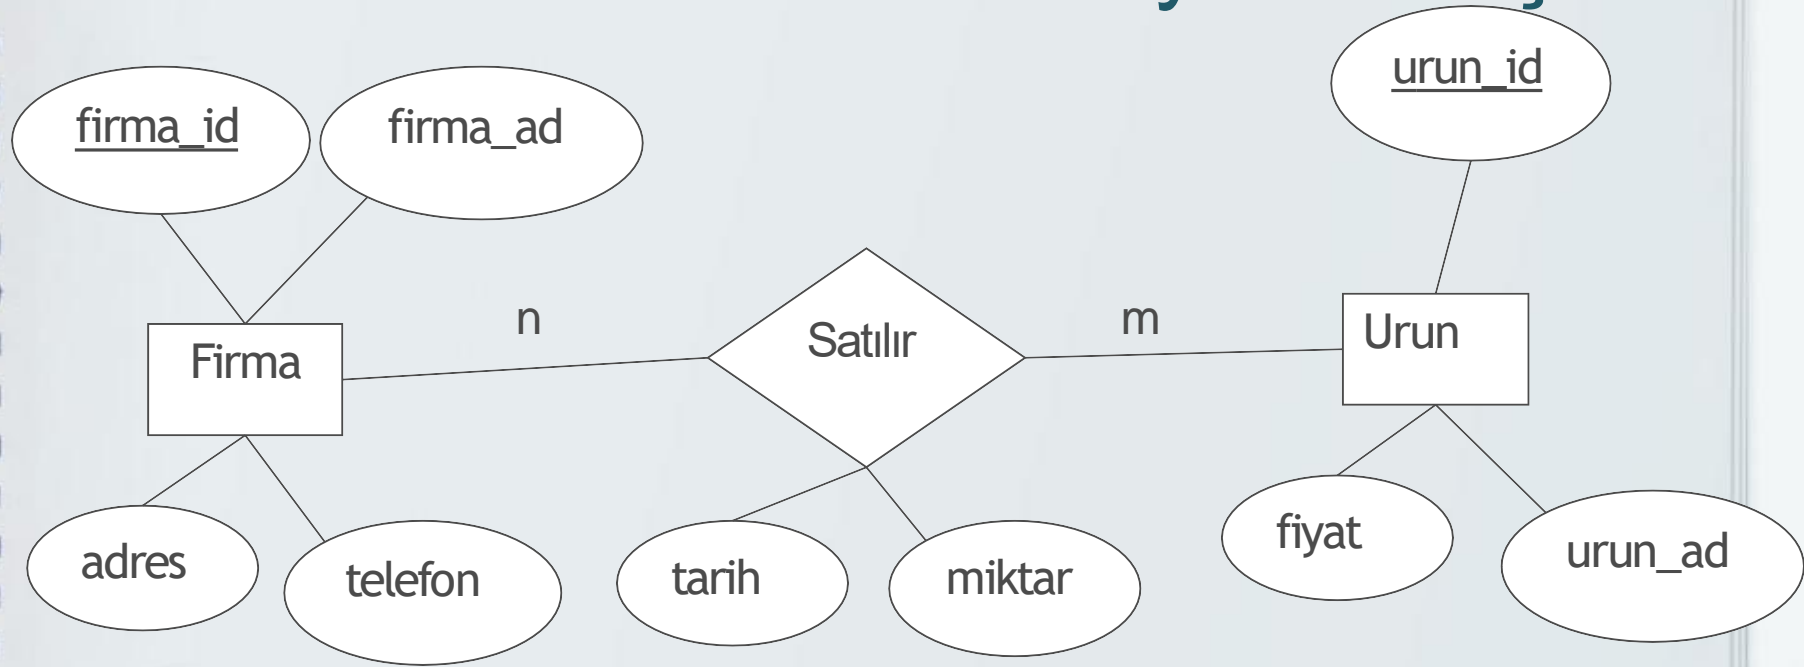 urun_id
firma_id
firma_ad
n
m
Satılır
Urun
Firma
fiyat
adres
telefon
tarih
miktar
urun_ad